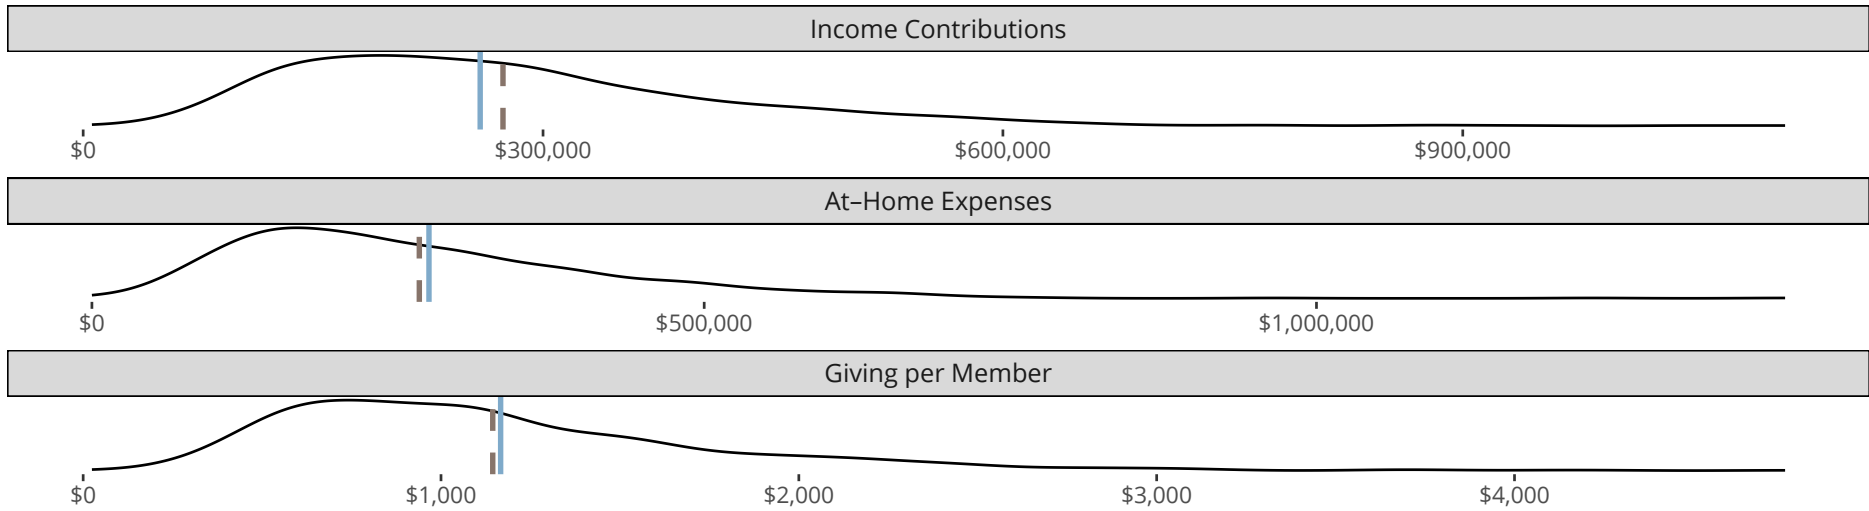 Income Contributions
$0 $300,000 $600,000 $900,000
At–Home Expenses
$0 $500,000 $1,000,000
Giving per Member
$0 $1,000 $2,000 $3,000 $4,000